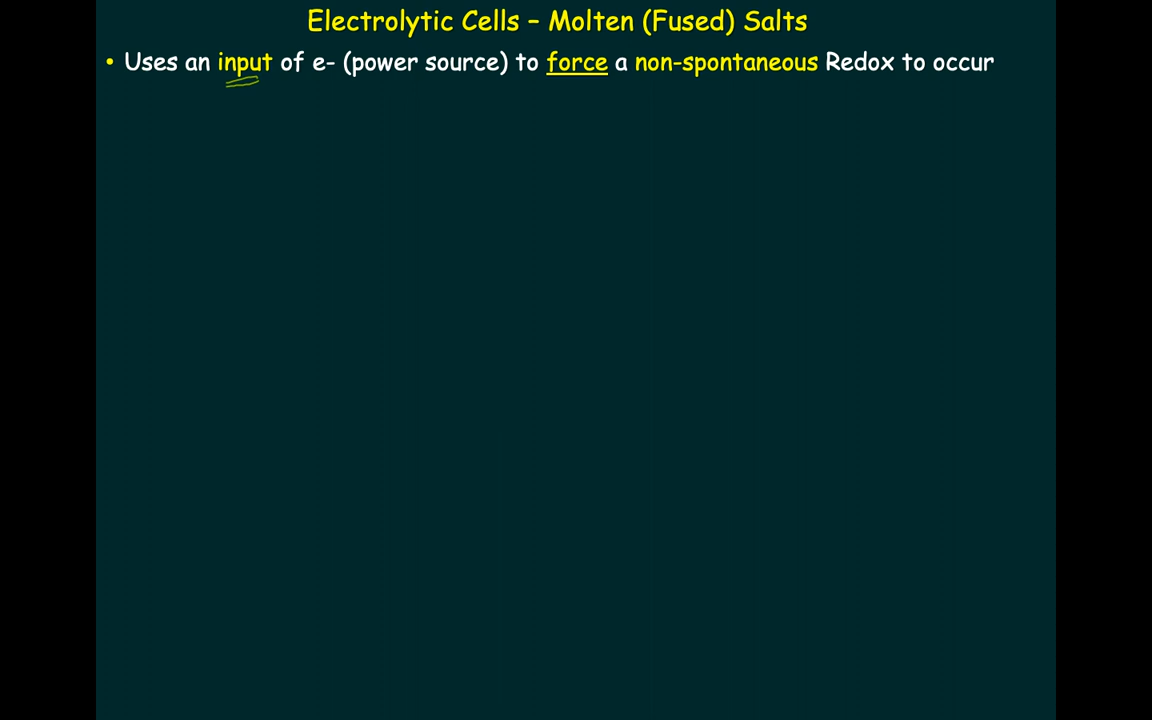 Electrolytic Cells – Molten (Fused) Salts
• Uses an input of e- (power source) to force a non-spontaneous Redox to occur